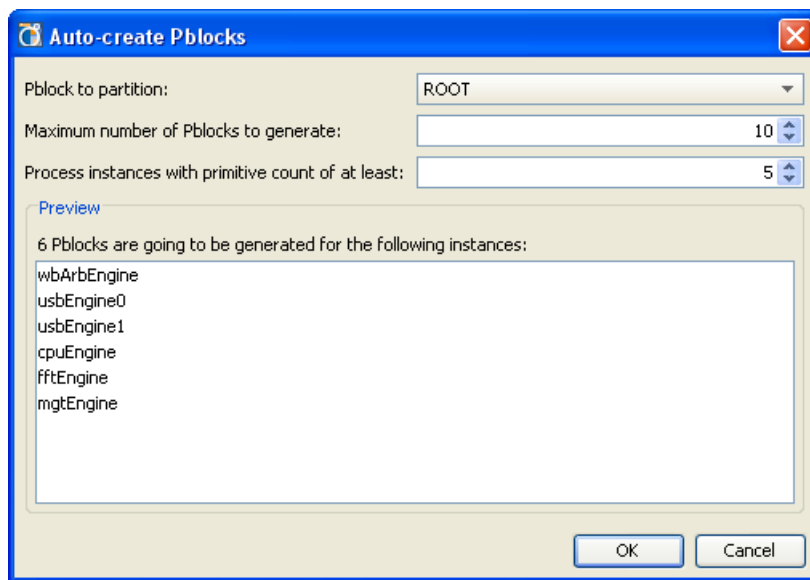 Auto-create Pblocks
Pblock to partition: ROOT
Maximum number of Pblocks to generate: 10
Process instances with primitive count of at least: 5
Preview
6 Pblocks are going to be generated for the following instances:
wbArbEngine
usbEngine0
usbEngine1
cpuEngine
fftEngine
mgtEngine
OK Cancel